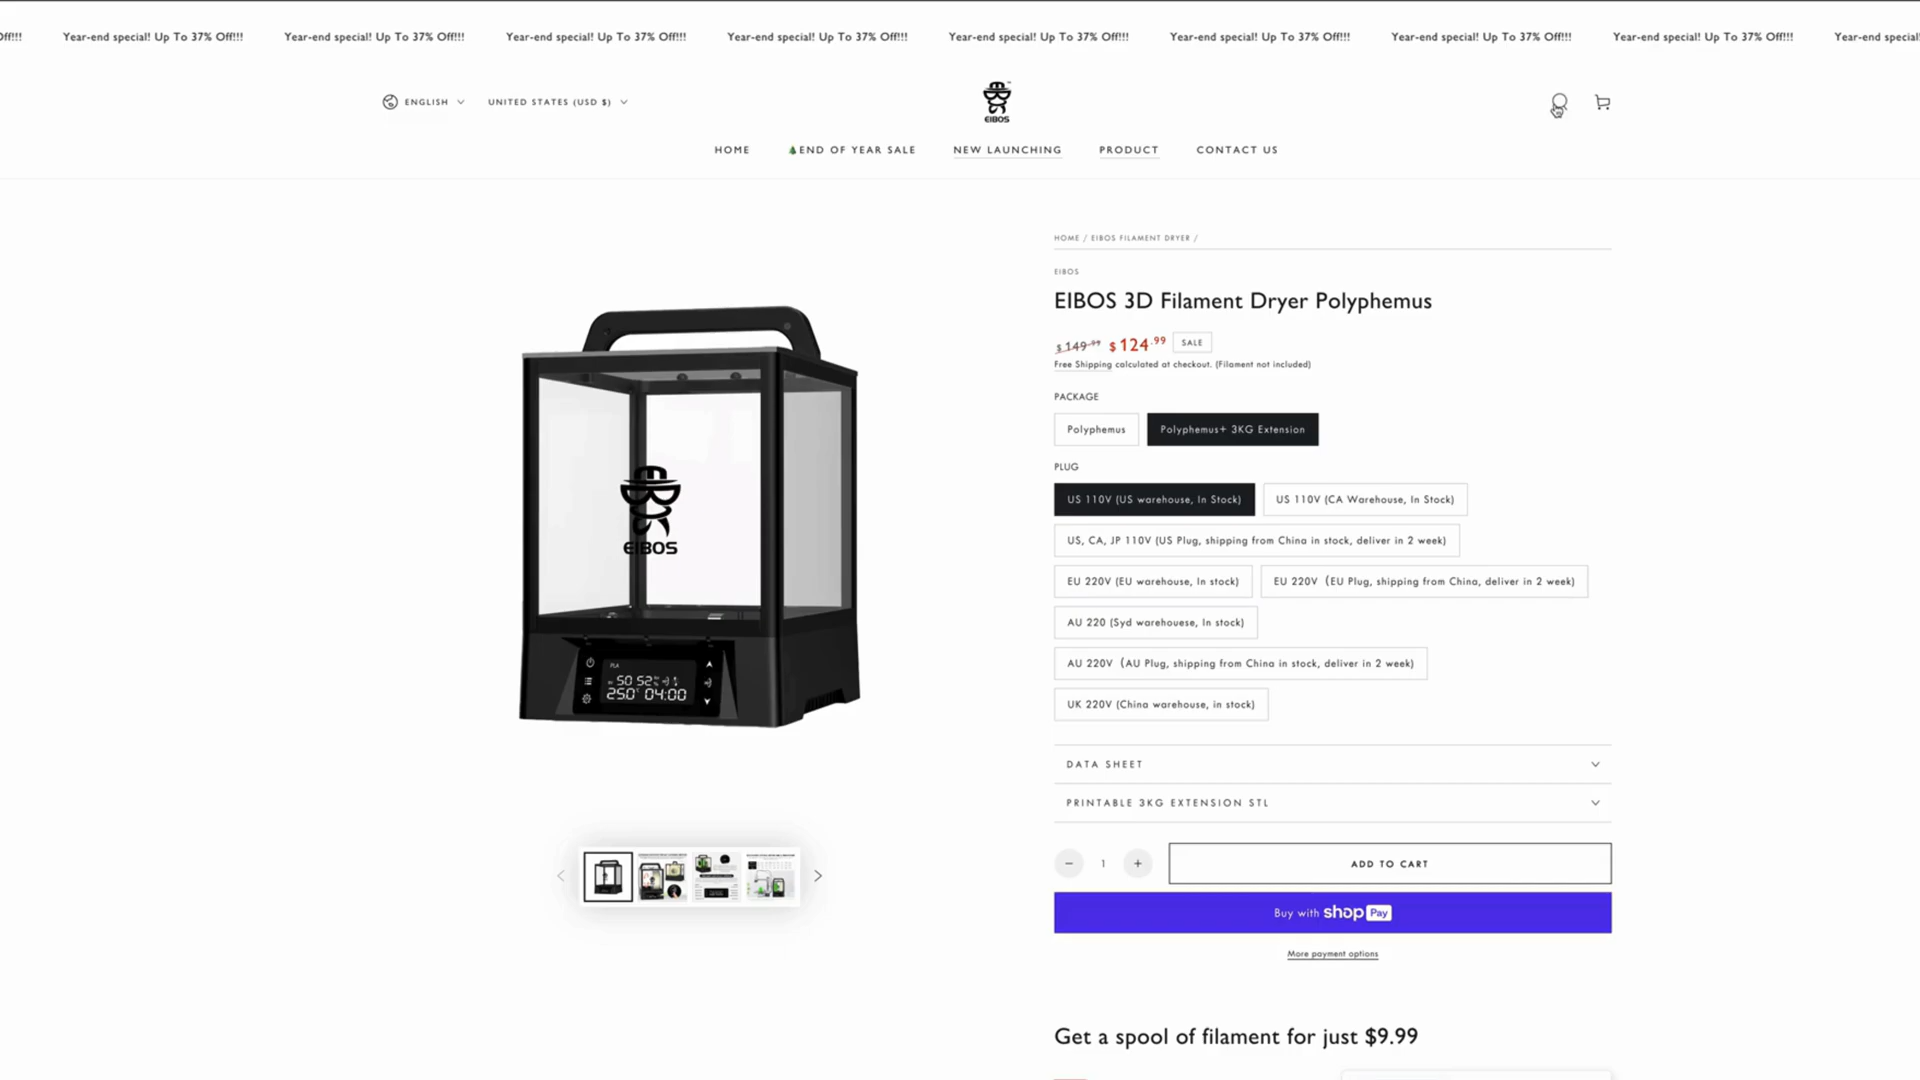 Off!!! Year-end special! Up To 37% Off!!! Year-end special! Up To 37% Off!!! Year-end special! Up To 37% Off!!! Year-end special! Up To 37% Off!!! Year-end special! Up To 37% Off!!! Year-end special! Up To 37% Off!!! Year-end special! Up To 37% Off!!! Year-end special! Up To 37% Off!!! Year-end special!
ENGLISH UNITED STATES (USD $)
EIBOS
HOME END OF YEAR SALE NEW LAUNCHING PRODUCT CONTACT US
HOME / EIBOS FILAMENT DRYER /
EIBOS
EIBOS 3D Filament Dryer Polyphemus
$149.99 $124.99 SALE
Free Shipping calculated at checkout. (Filament not included)
PACKAGE
Polyphemus Polyphemus+ 3KG Extension
PLUG
US 110V (US warehouse, In Stock) US 110V (CA Warehouse, In Stock)
US, CA, JP 110V (US Plug, shipping from China in stock, deliver in 2 week)
EU 220V (EU warehouse, In stock) EU 220V（EU Plug, shipping from China, deliver in 2 week)
AU 220 (Syd warehouese, In stock)
AU 220V（AU Plug, shipping from China in stock, deliver in 2 week)
UK 220V (China warehouse, in stock)
DATA SHEET
PRINTABLE 3KG EXTENSION STL
1 ADD TO CART
Buy with shop Pay
More payment options
Get a spool of filament for just $9.99
EIBOS
PLA
50 52
250 04:00